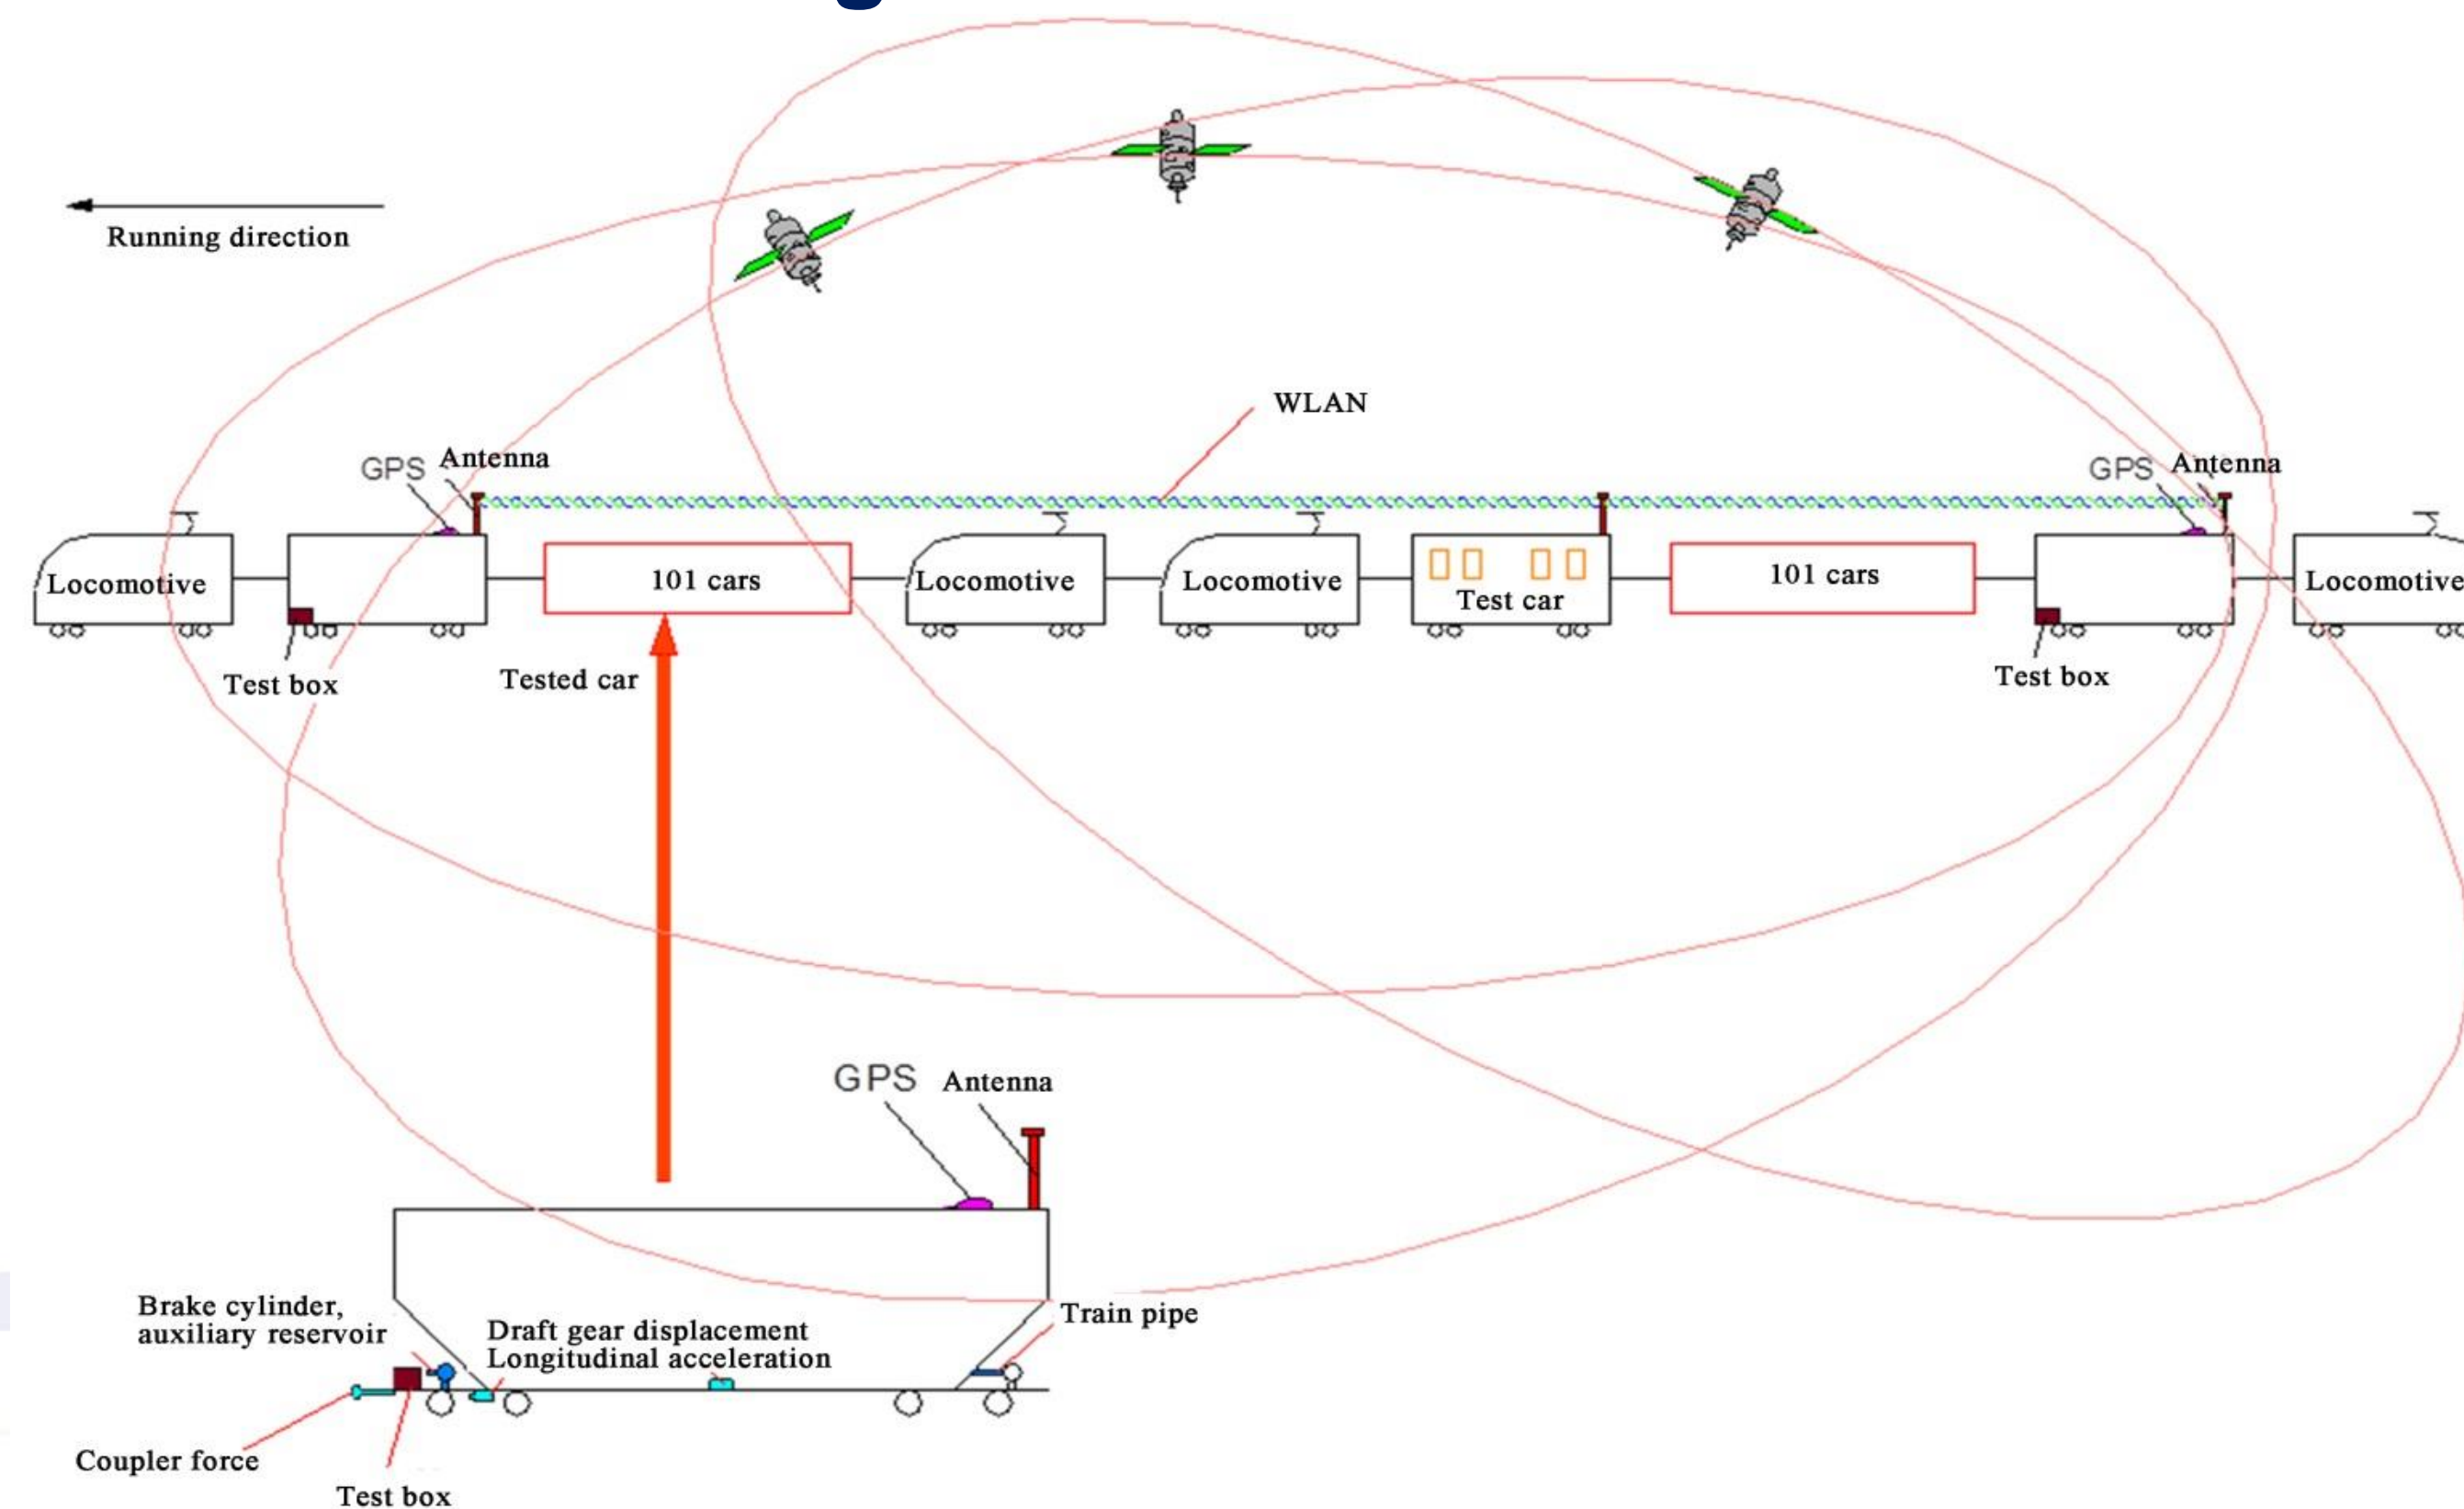 Running direction
WLAN
GPS
Antenna
GPS
Antenna
Locomotive
101 cars
Locomotive
Locomotive
Test car
101 cars
Locomotive
Test box
Tested car
Test box
GPS
Antenna
Brake cylinder,
auxiliary reservoir
Draft gear displacement
Longitudinal acceleration
Train pipe
Coupler force
Test box